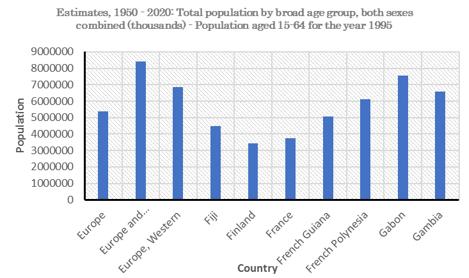 Estimates, 1950 - 2020: Total population by broad age group, both sexes
combined (thousands) - Population aged 15-64 for the year 1995
9000000
8000000
7000000
6000000
5000000
4000000
3000000
2000000
1000000
0
Population
Europe
Europe and...
Europe, Western
Fiji
Finland
France
French Guiana
French Polynesia
Gabon
Gambia
Country